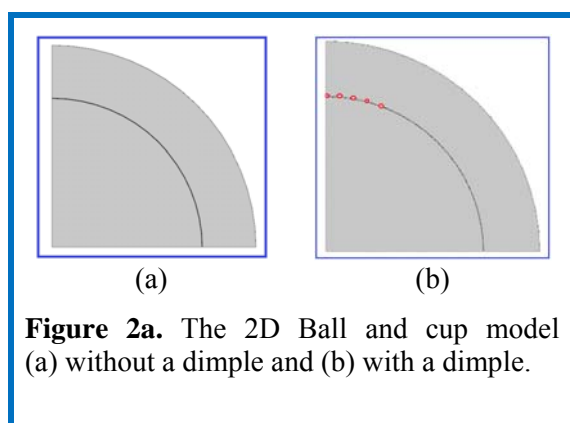 (a) (b)
Figure 2a. The 2D Ball and cup model
(a) without a dimple and (b) with a dimple.